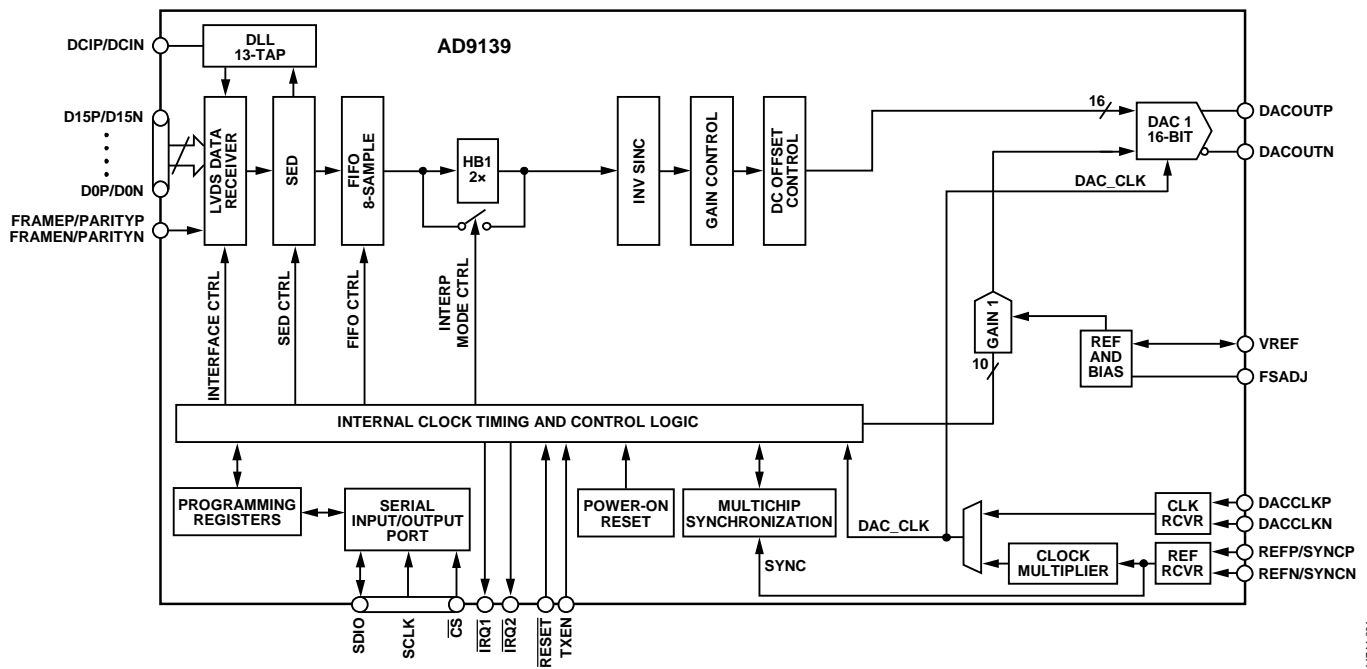 AD9139
DCIP/DCIN
DLL
13-TAP
D15P/D15N
D0P/D0N
FRAMEP/PARITYP
FRAMEN/PARITYN
LVDS DATA
RECEIVER
SED
FIFO
8-SAMPLE
HB1
2×
INV SINC
GAIN CONTROL
DC OFFSET
CONTROL
16
DAC 1
16-BIT
DACOUTP
DACOUTN
DAC_CLK
INTERFACE CTRL
SED CTRL
FIFO CTRL
INTERP
MODE CTRL
GAIN 1
10
REF
AND
BIAS
VREF
FSADJ
INTERNAL CLOCK TIMING AND CONTROL LOGIC
PROGRAMMING
REGISTERS
SERIAL
INPUT/OUTPUT
PORT
POWER-ON
RESET
MULTICHIP
SYNCHRONIZATION
DAC_CLK
SYNC
CLOCK
MULTIPLIER
CLK
RCVR
REF
RCVR
DACCLKP
DACCLKN
REFP/SYNCP
REFN/SYNCN
SDIO
SCLK
CS
IRQ1
IRQ2
RESET
TXEN